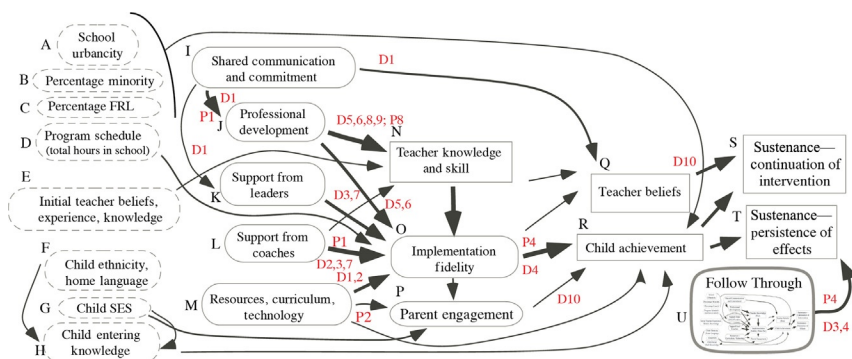 A
School
urbancity
B
Percentage minority
C
Percentage FRL
D
Program schedule
(total hours in school)
E
Initial teacher beliefs,
experience, knowledge
F
Child ethnicity,
home language
G
Child SES
H
Child entering
knowledge
I
Shared communication
and commitment
D1
D1
P1
J
Professional
development
D5,6,8,9; P8
D1
K
Support from
leaders
D3,7
D5,6
L
Support from
coaches
P1
D2,3,7
D1,2
M
Resources, curriculum,
technology
P2
N
Teacher knowledge
and skill
O
Implementation
fidelity
P4
D4
P
Parent engagement
D10
Q
Teacher beliefs
D10
R
Child achievement
S
Sustenance—
continuation of
intervention
T
Sustenance—
persistence of
effects
U
Follow Through
P4
D3,4